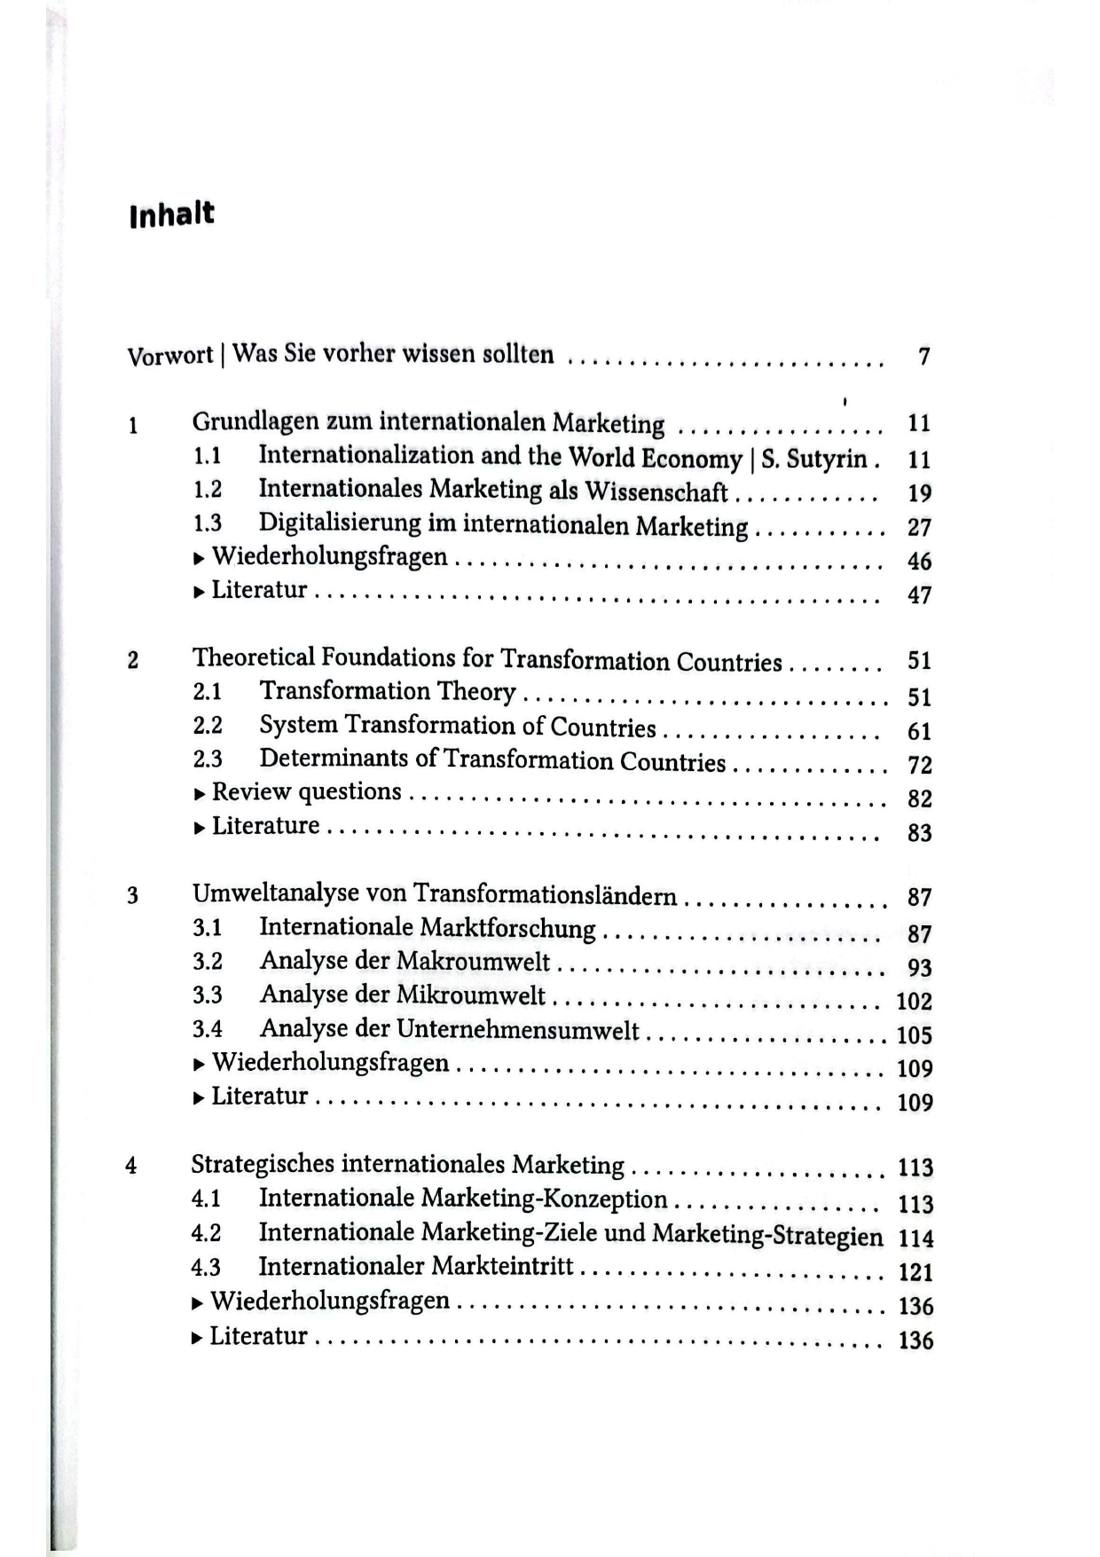 Inhalt
Vorwort | Was Sie vorher wissen sollten .......................... 7
1 Grundlagen zum internationalen Marketing ................. 11
1.1 Internationalization and the World Economy | S. Sutyrin . 11
1.2 Internationales Marketing als Wissenschaft ............ 19
1.3 Digitalisierung im internationalen Marketing ........... 27
▸ Wiederholungsfragen ................................... 46
▸ Literatur ............................................... 47
2 Theoretical Foundations for Transformation Countries ........ 51
2.1 Transformation Theory .............................. 51
2.2 System Transformation of Countries .................. 61
2.3 Determinants of Transformation Countries ............. 72
▸ Review questions ....................................... 82
▸ Literature .............................................. 83
3 Umweltanalyse von Transformationsländern ................. 87
3.1 Internationale Marktforschung ....................... 87
3.2 Analyse der Makroumwelt ........................... 93
3.3 Analyse der Mikroumwelt ........................... 102
3.4 Analyse der Unternehmensumwelt .................... 105
▸ Wiederholungsfragen ................................... 109
▸ Literatur ............................................... 109
4 Strategisches internationales Marketing ..................... 113
4.1 Internationale Marketing-Konzeption ................. 113
4.2 Internationale Marketing-Ziele und Marketing-Strategien 114
4.3 Internationaler Markteintritt ......................... 121
▸ Wiederholungsfragen ................................... 136
▸ Literatur ............................................... 136